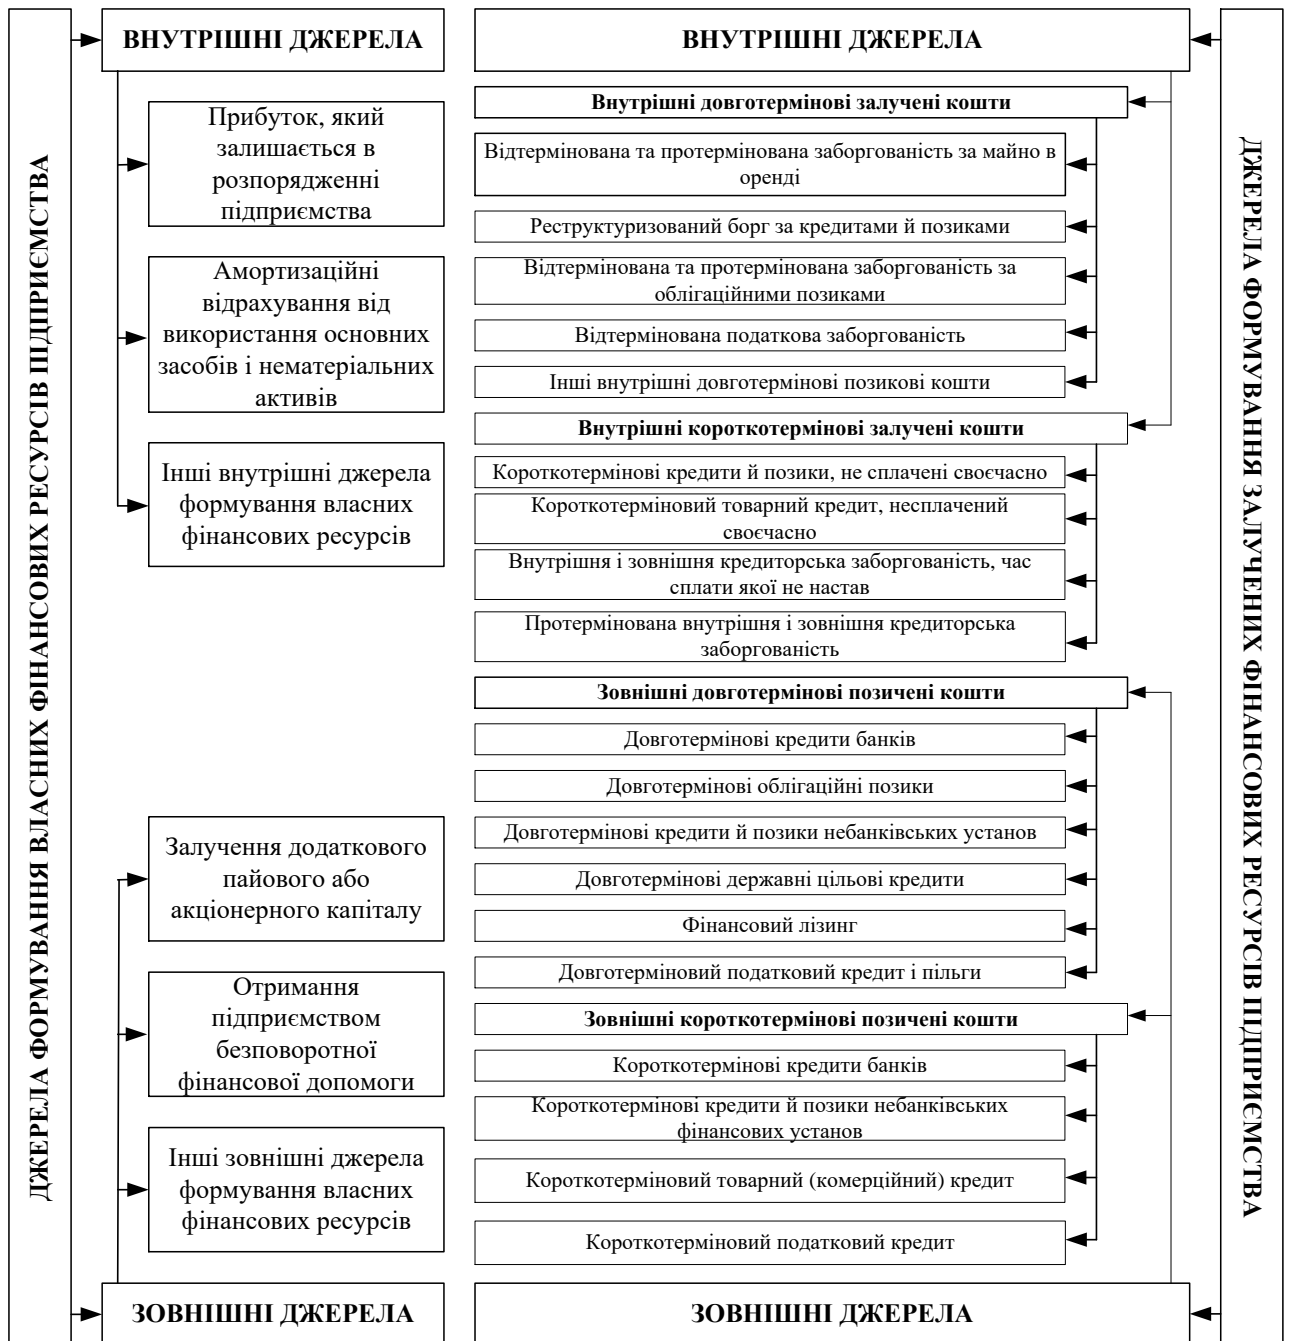 ДЖЕРЕЛА ФОРМУВАННЯ ВЛАСНИХ ФІНАНСОВИХ РЕСУРСІВ ПІДПРИЄМСТВА
ВНУТРІШНІ ДЖЕРЕЛА
Прибуток, який
залишається в
розпорядженні
підприємства
Амортизаційні
відрахування від
використання основних
засобів і нематеріальних
активів
Інші внутрішні джерела
формування власних
фінансових ресурсів
Залучення додаткового
пайового або
акціонерного капіталу
Отримання
підприємством
безповоротної
фінансової допомоги
Інші зовнішні джерела
формування власних
фінансових ресурсів
ЗОВНІШНІ ДЖЕРЕЛА
ВНУТРІШНІ ДЖЕРЕЛА
Внутрішні довготермінові залучені кошти
Відтермінована та протермінована заборгованість за майно в
оренді
Реструктуризований борг за кредитами й позиками
Відтермінована та протермінована заборгованість за
облігаційними позиками
Відтермінована податкова заборгованість
Інші внутрішні довготермінові позикові кошти
Внутрішні короткотермінові залучені кошти
Короткотермінові кредити й позики, не сплачені своєчасно
Короткотерміновий товарний кредит, несплачений
своєчасно
Внутрішня і зовнішня кредиторська заборгованість, час
сплати якої не настав
Протермінована внутрішня і зовнішня кредиторська
заборгованість
Зовнішні довготермінові позичені кошти
Довготермінові кредити банків
Довготермінові облігаційні позики
Довготермінові кредити й позики небанківських установ
Довготермінові державні цільові кредити
Фінансовий лізинг
Довготерміновий податковий кредит і пільги
Зовнішні короткотермінові позичені кошти
Короткотермінові кредити банків
Короткотермінові кредити й позики небанківських
фінансових установ
Короткотерміновий товарний (комерційний) кредит
Короткотерміновий податковий кредит
ЗОВНІШНІ ДЖЕРЕЛА
ДЖЕРЕЛА ФОРМУВАННЯ ЗАЛУЧЕНИХ ФІНАНСОВИХ РЕСУРСІВ ПІДПРИЄМСТВА